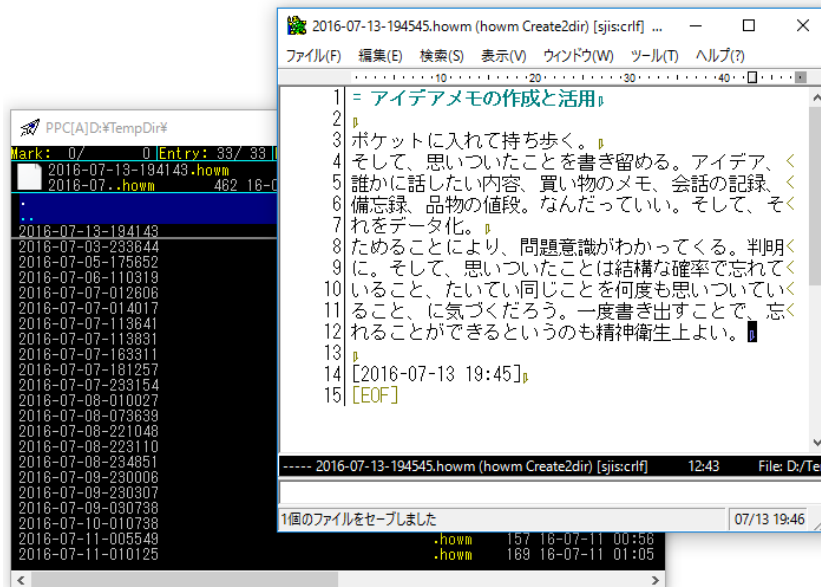 2016-07-13-194545.howm (howm Create2dir) [sjis:crlf] ...
ファイル(F) 編集(E) 検索(S) 表示(V) ウィンドウ(W) ツール(T) ヘルプ(?)
10 20 30 40
1 = アイデアメモの作成と活用
2
3 ポケットに入れて持ち歩く。
4 そして、思いついたことを書き留める。アイデア、
5 誰かに話したい内容、買い物のメモ、会話の記録、
6 備忘録、品物の値段。なんだっていい。そして、そ
7 れをデータ化。
8 ためることにより、問題意識がわかってくる。判明
9 に。そして、思いついたことは結構な確率で忘れて
10 いること、たいてい同じことを何度も思いついてい
11 ること、に気づくだろう。一度書き出すことで、忘
12 れることができるというのも精神衛生上よい。
13
14 [2016-07-13 19:45]
15 [EOF]
----- 2016-07-13-194545.howm (howm Create2dir) [sjis:crlf] 12:43 File: D:/Te
1個のファイルをセーブしました 07/13 19:46
PPC[A]D:¥TempDir¥
Mark: 0/ 0 Entry: 33/ 33
2016-07-13-194143.howm
2016-07..howm 462 16-0
.
..
2016-07-13-194143
2016-07-03-233644
2016-07-05-175652
2016-07-06-110319
2016-07-07-012606
2016-07-07-014017
2016-07-07-113641
2016-07-07-113831
2016-07-07-163311
2016-07-07-181257
2016-07-07-233154
2016-07-08-010027
2016-07-08-073639
2016-07-08-221048
2016-07-08-223110
2016-07-08-234851
2016-07-09-230006
2016-07-09-230307
2016-07-09-030738
2016-07-10-010738
2016-07-11-005549 .howm 157 16-07-11 00:56
2016-07-11-010125 .howm 169 16-07-11 01:05